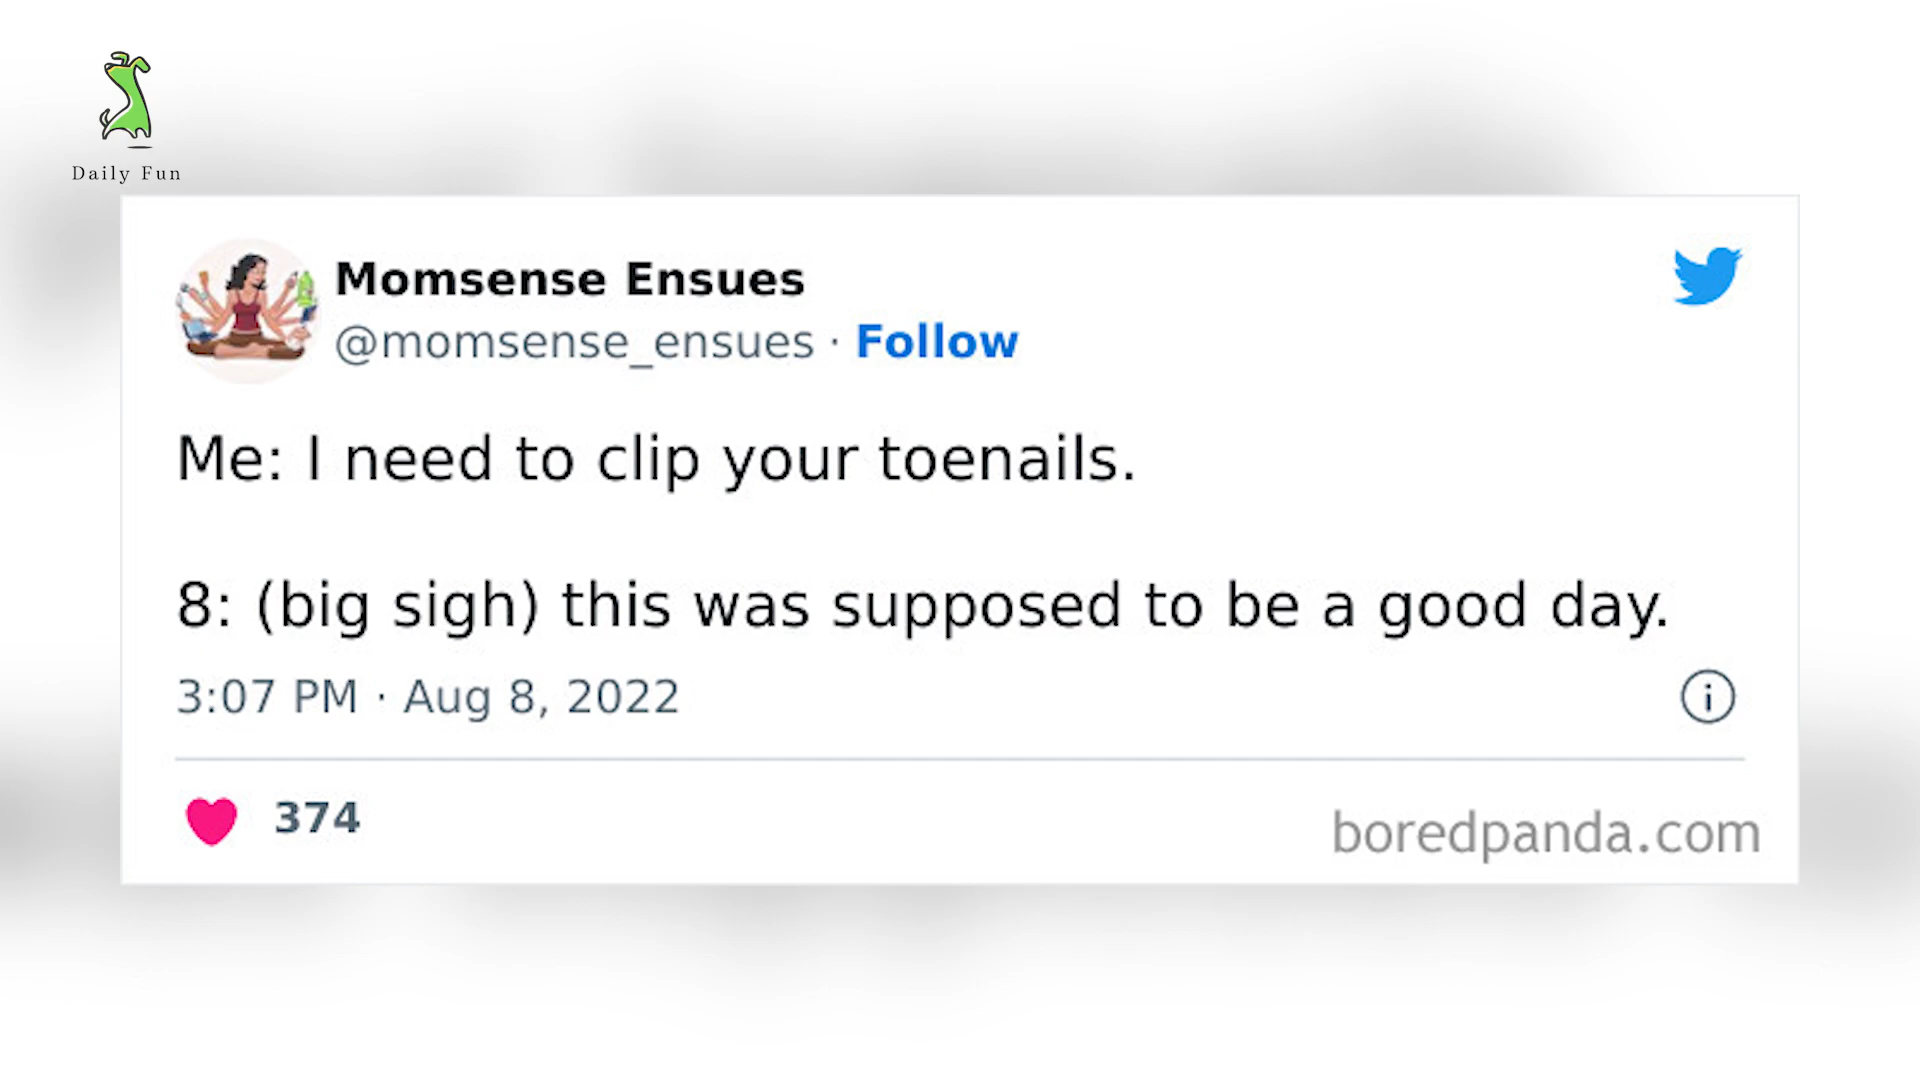 Daily Fun
Momsense Ensues
@momsense_ensues · Follow
Me: I need to clip your toenails.
8: (big sigh) this was supposed to be a good day.
3:07 PM · Aug 8, 2022
374
boredpanda.com